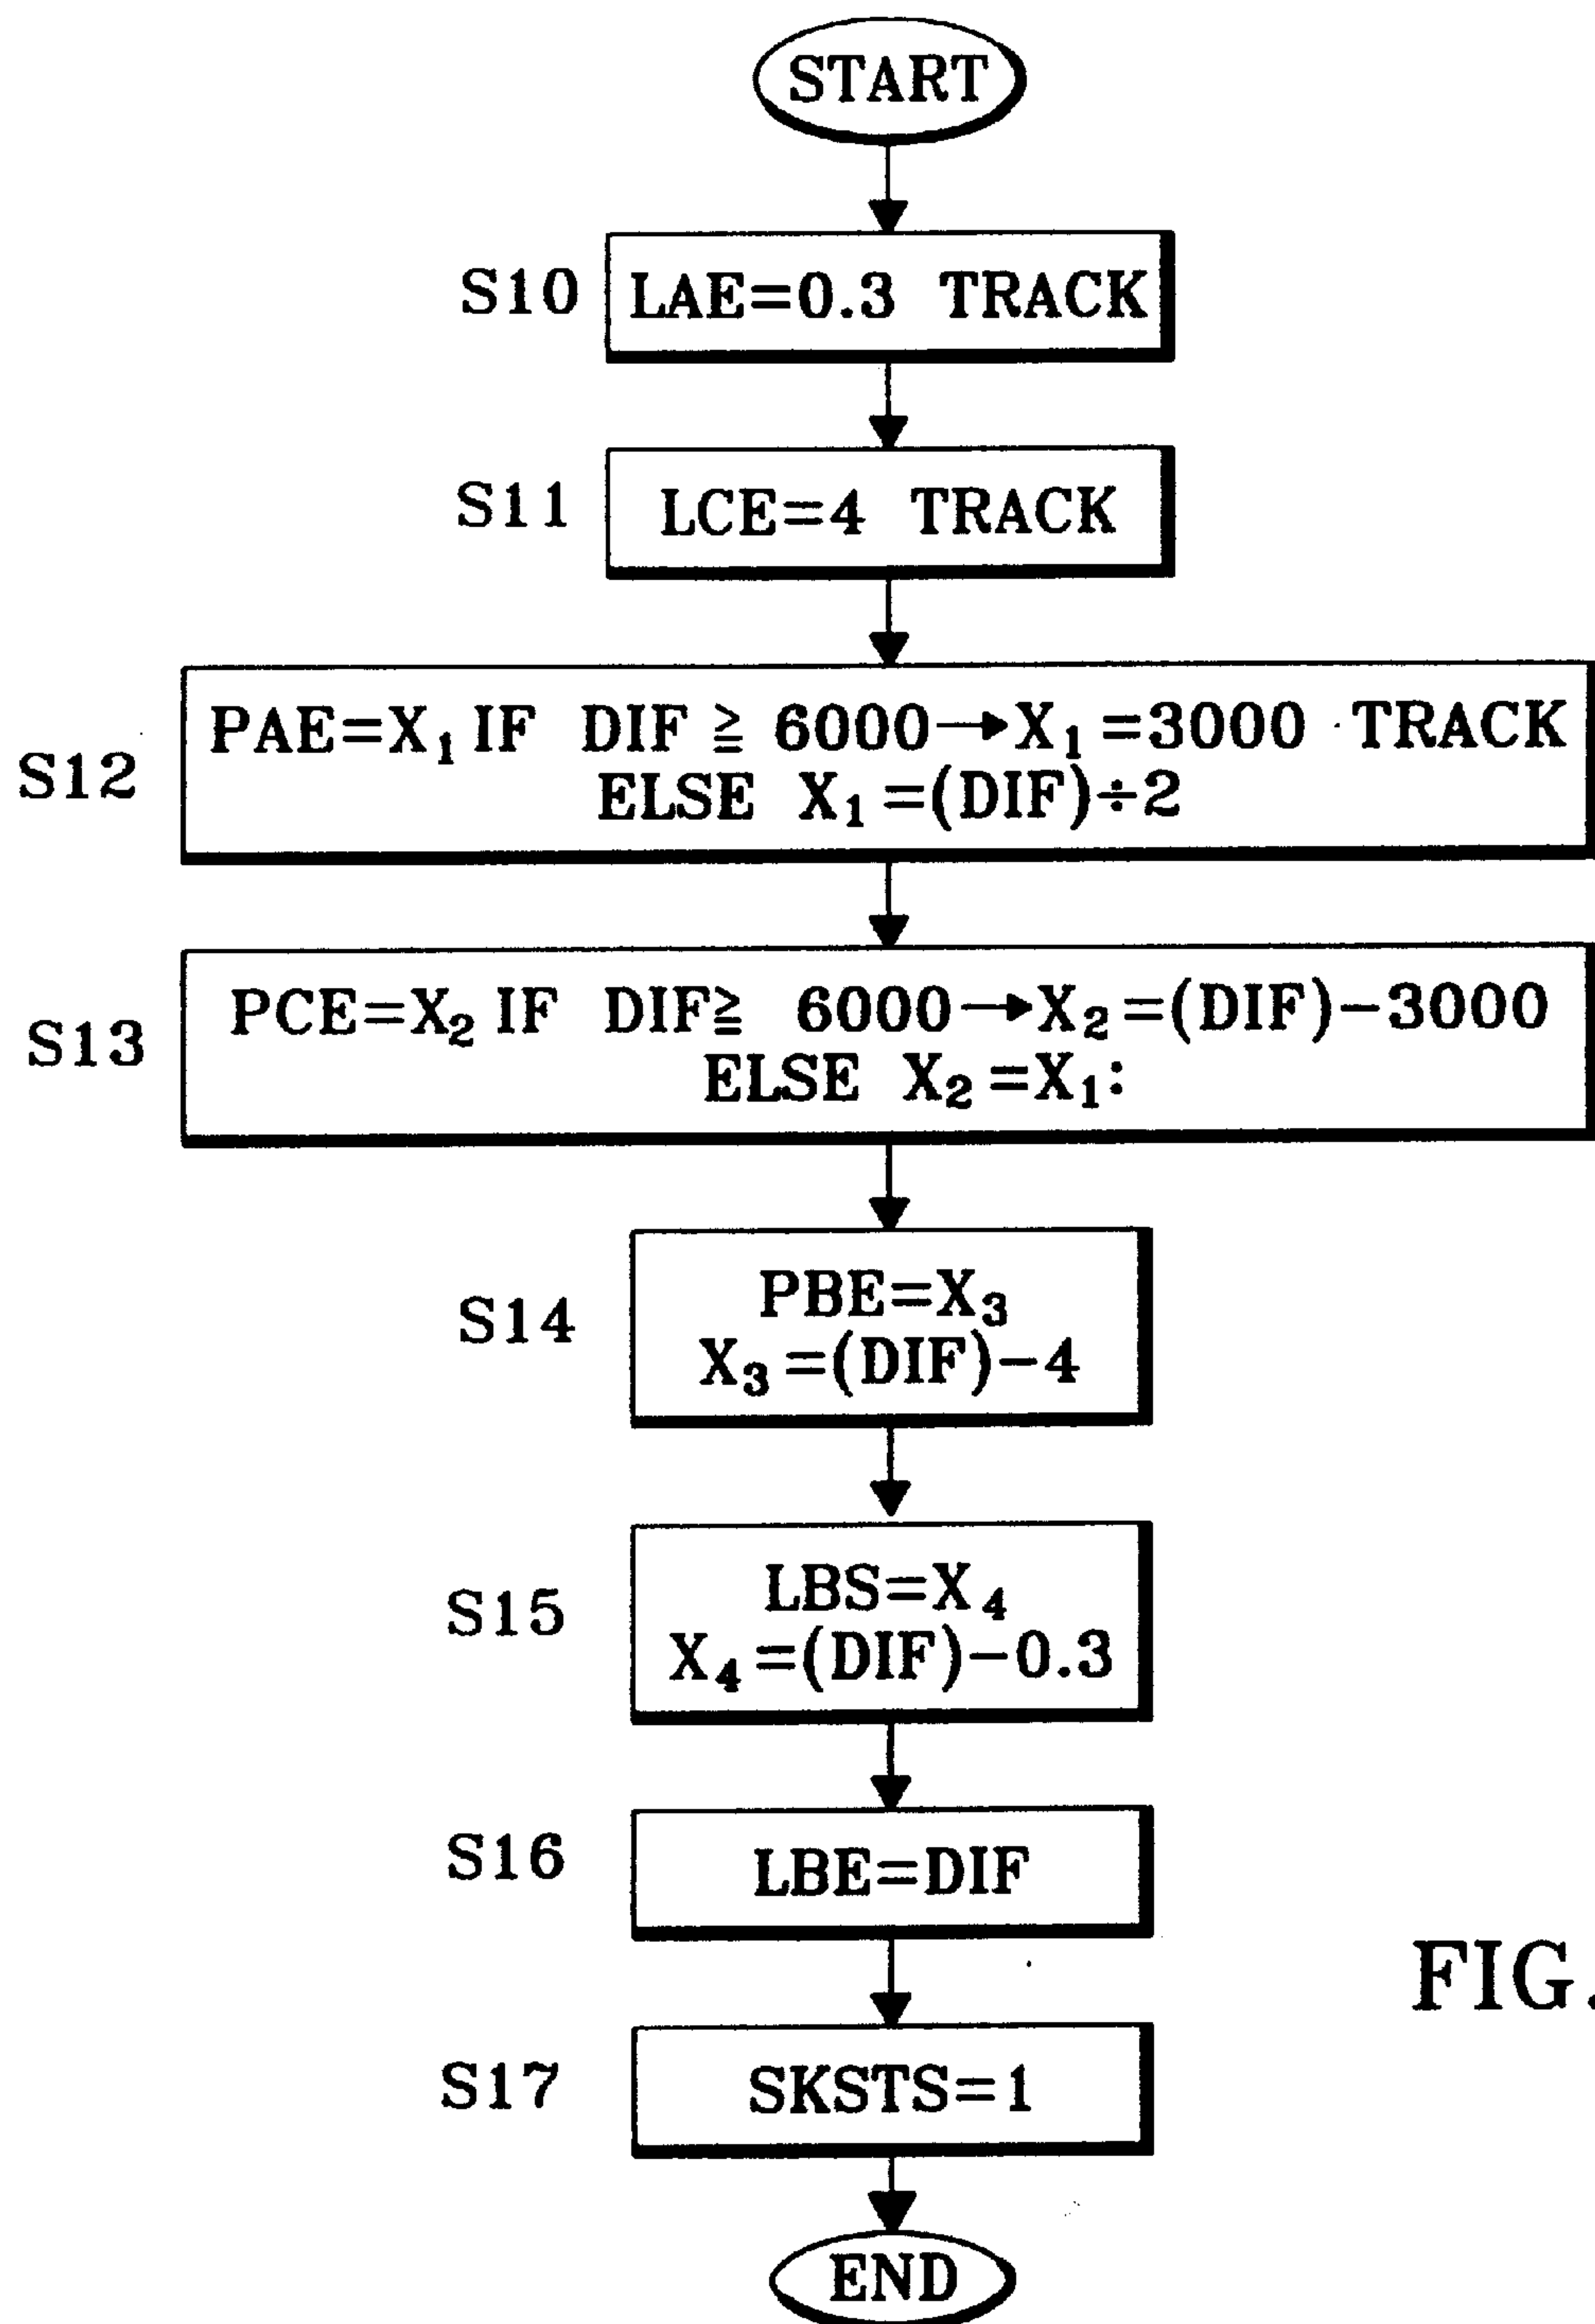 START
S10
LAE=0.3 TRACK
S11
LCE=4 TRACK
S12
PAE=X₁ IF DIF ≧ 6000→X₁=3000 TRACK
ELSE X₁=(DIF)÷2
S13
PCE=X₂ IF DIF≧ 6000→X₂=(DIF)−3000
ELSE X₂=X₁:
S14
PBE=X₃
X₃=(DIF)−4
S15
LBS=X₄
X₄=(DIF)−0.3
S16
LBE=DIF
FIG.
S17
SKSTS=1
END